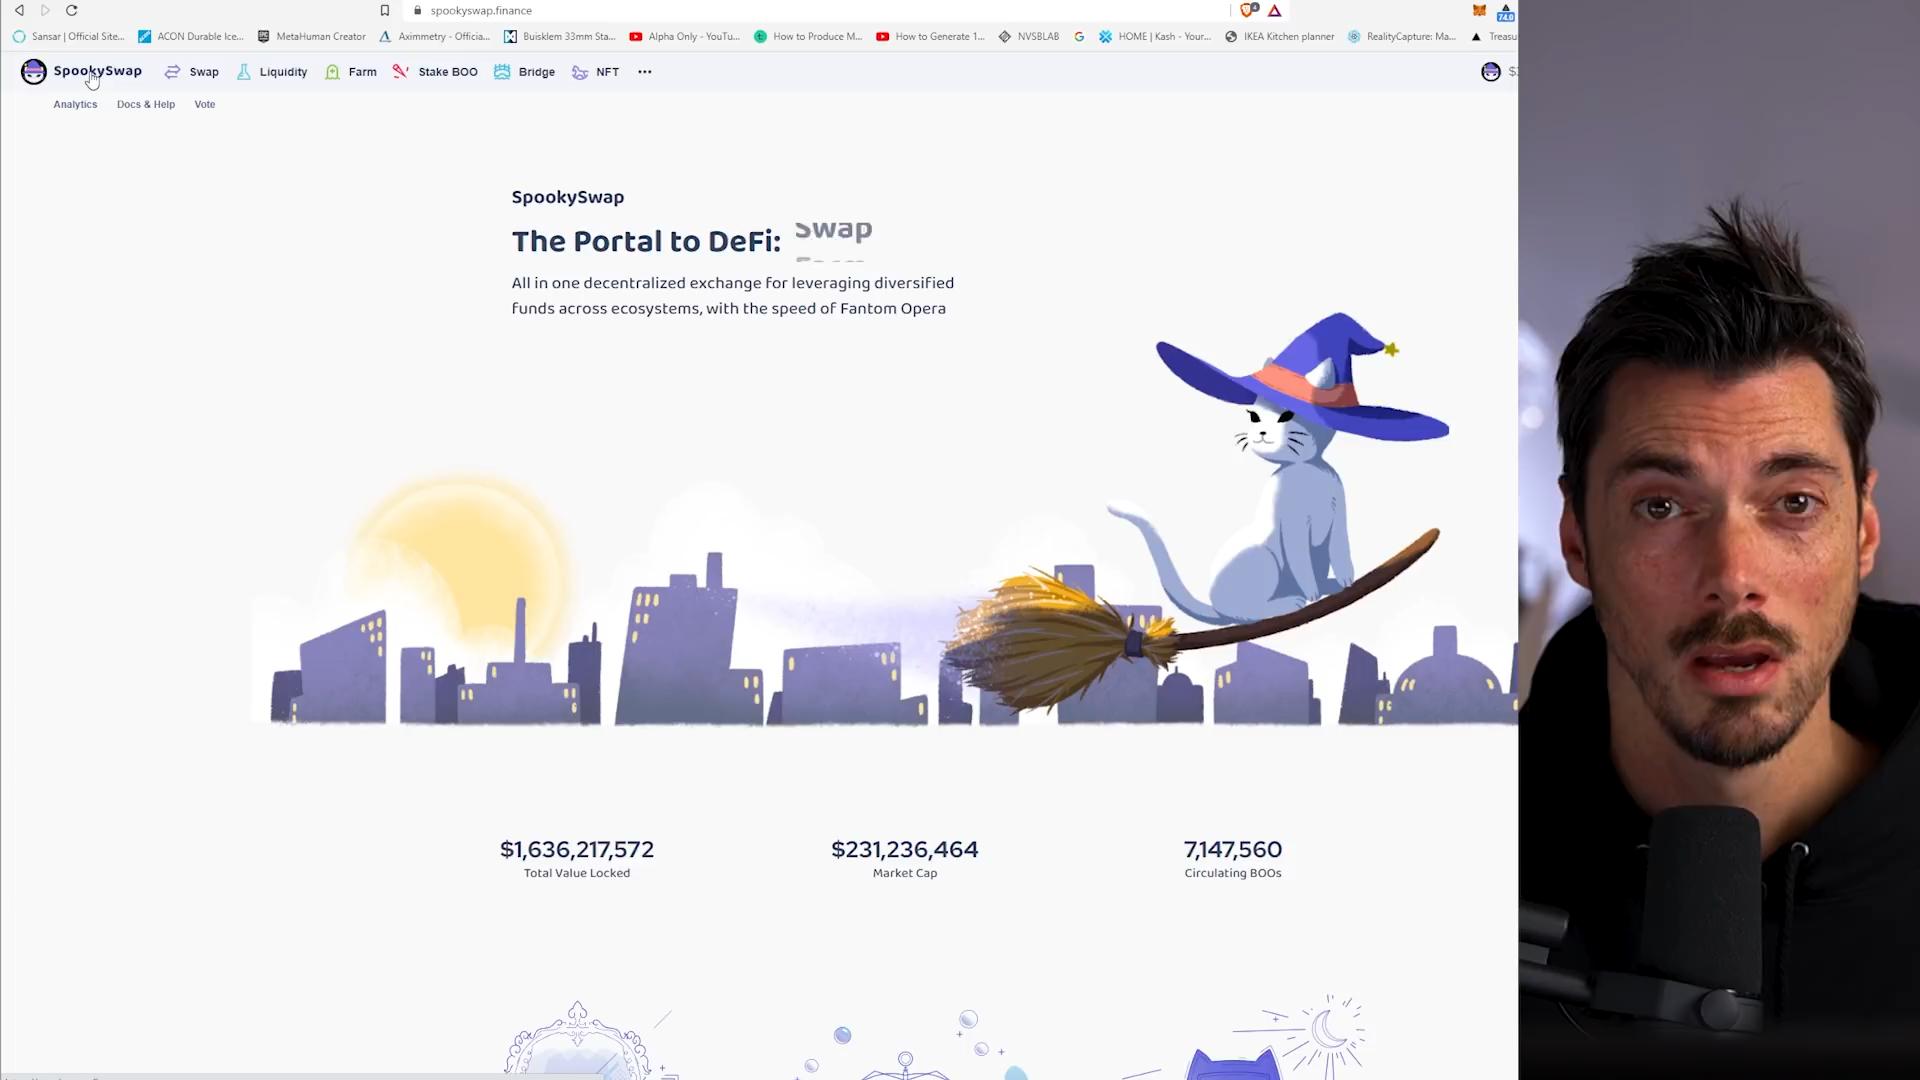 spookyswap.finance
4
74.0
Sansar | Official Site...
ACON Durable Ice...
MetaHuman Creator
Aximmetry - Officia...
Buisklem 33mm Sta...
Alpha Only - YouTu...
How to Produce M...
How to Generate 1...
NVSBLAB
HOME | Kash - Your...
IKEA Kitchen planner
RealityCapture: Ma...
Treasu
SpookySwap
Swap
Liquidity
Farm
Stake BOO
Bridge
NFT
...
Analytics
Docs & Help
Vote
SpookySwap
The Portal to DeFi: Swap
All in one decentralized exchange for leveraging diversified
funds across ecosystems, with the speed of Fantom Opera
$1,636,217,572
Total Value Locked
$231,236,464
Market Cap
7,147,560
Circulating BOOs